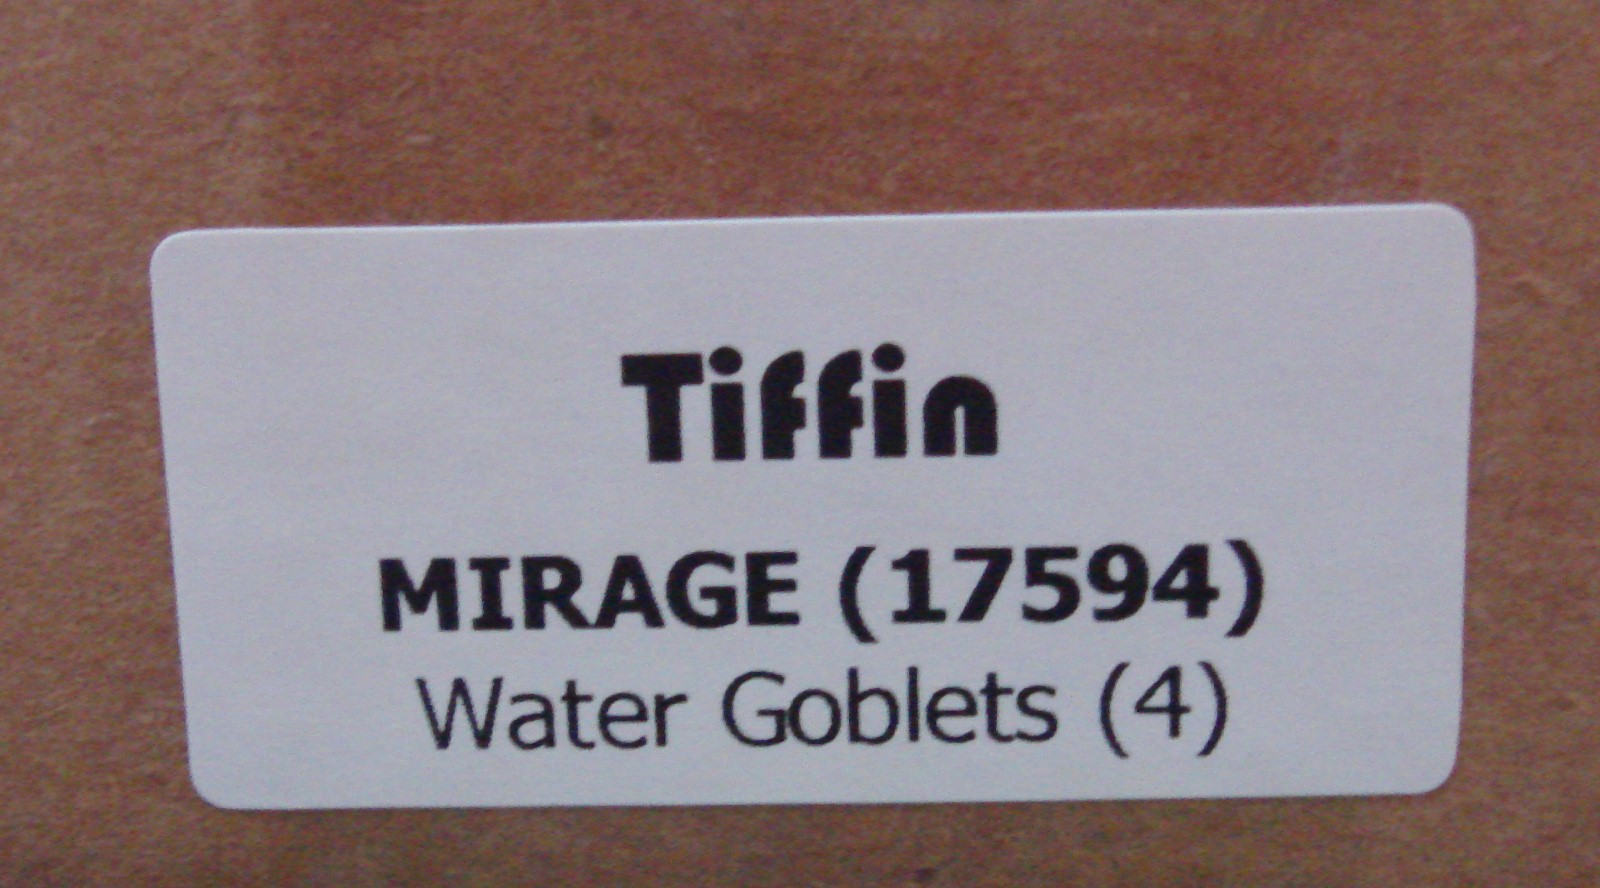 Tiffin
MIRAGE (17594)
Water Goblets (4)